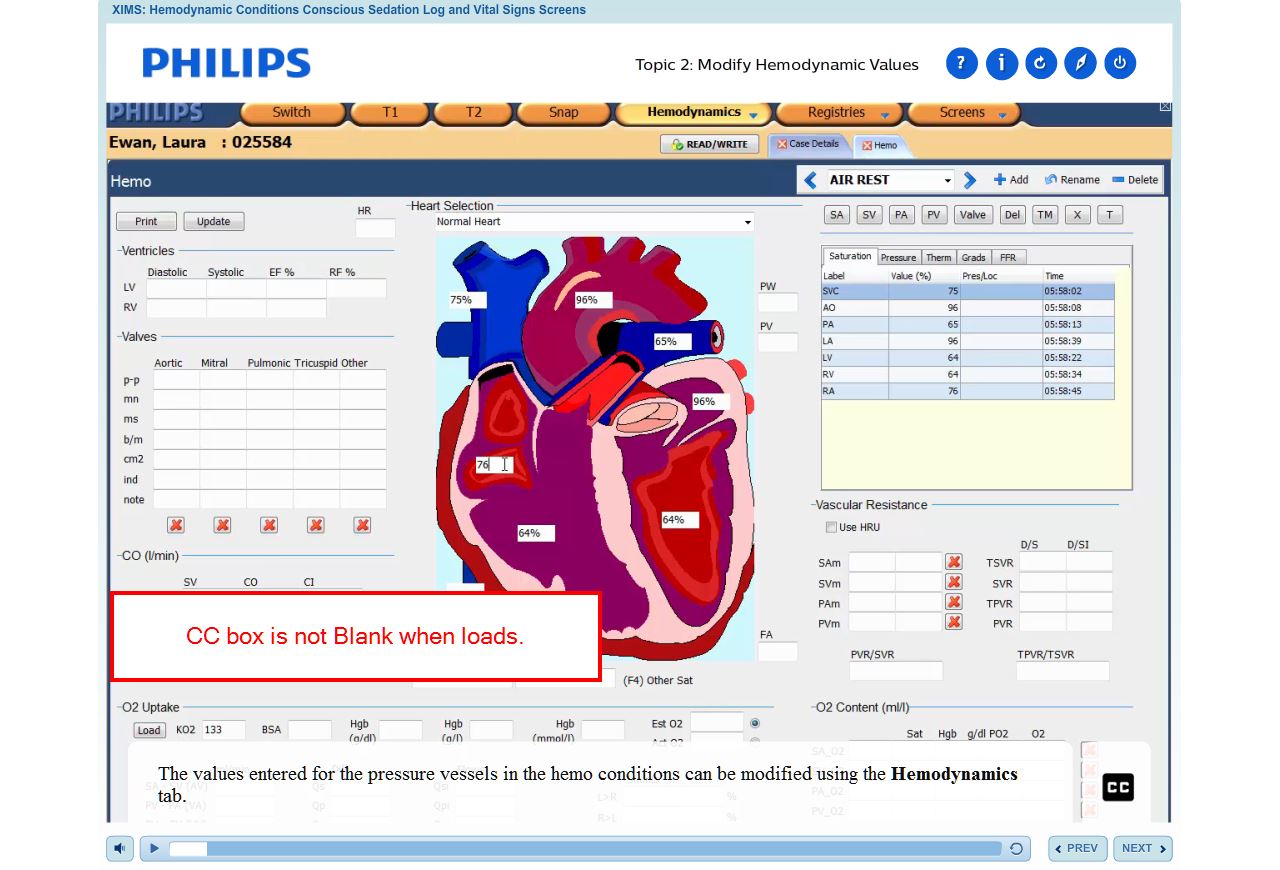 XIMS: Hemodynamic Conditions Conscious Sedation Log and Vital Signs Screens
PHILIPS
Topic 2: Modify Hemodynamic Values
PHILIPS Switch T1 T2 Snap Hemodynamics Registries Screens
Ewan, Laura : 025584
READ/WRITE Case Details Hemo
Hemo
AIR REST Add Rename Delete
Print Update
HR
Heart Selection
Normal Heart
SA SV PA PV Valve Del TM X T
Ventricles
Diastolic Systolic EF % RF %
LV
RV
Valves
Aortic Mitral Pulmonic Tricuspid Other
p-p
mn
ms
b/m
cm2
ind
note
CO (l/min)
SV CO CI
75%
96%
65%
96%
76
64%
64%
PW
PV
FA
Saturation Pressure Therm Grads FFR
Label Value (%) Pres/Loc Time
SVC 75 05:58:02
AO 96 05:58:08
PA 65 05:58:13
LA 96 05:58:39
LV 64 05:58:22
RV 64 05:58:34
RA 76 05:58:45
Vascular Resistance
Use HRU
D/S D/SI
SAm TSVR
SVm SVR
PAm TPVR
PVm PVR
PVR/SVR TPVR/TSVR
CC box is not Blank when loads.
(F4) Other Sat
O2 Uptake
Load KO2 133 BSA Hgb (g/dl) Hgb (g/l) Hgb (mmol/l) Est O2
Act O2
O2 Content (ml/l)
Sat Hgb g/dl PO2 O2
SA_O2
PA_O2
PV_O2
Qs
PV - PA (VA) Qpi
L>R %
R>L %
The values entered for the pressure vessels in the hemo conditions can be modified using the Hemodynamics
tab.
CC
PREV NEXT